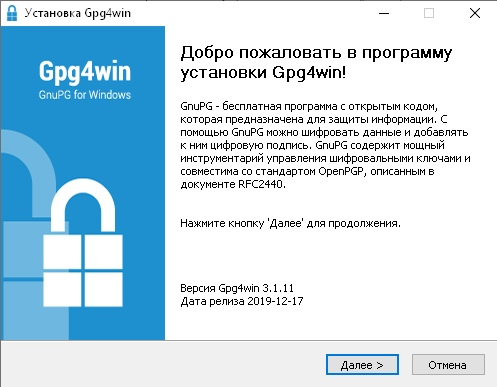 Установка Gpg4win
Gpg4win
GnuPG for Windows
Добро пожаловать в программу
установки Gpg4win!
GnuPG - бесплатная программа с открытым кодом,
которая предназначена для защиты информации. С
помощью GnuPG можно шифровать данные и добавлять
к ним цифровую подпись. GnuPG содержит мощный
инструментарий управления шифровальными ключами и
совместима со стандартом OpenPGP, описанным в
документе RFC2440.
Нажмите кнопку 'Далее' для продолжения.
Версия Gpg4win 3.1.11
Дата релиза 2019-12-17
Далее >
Отмена